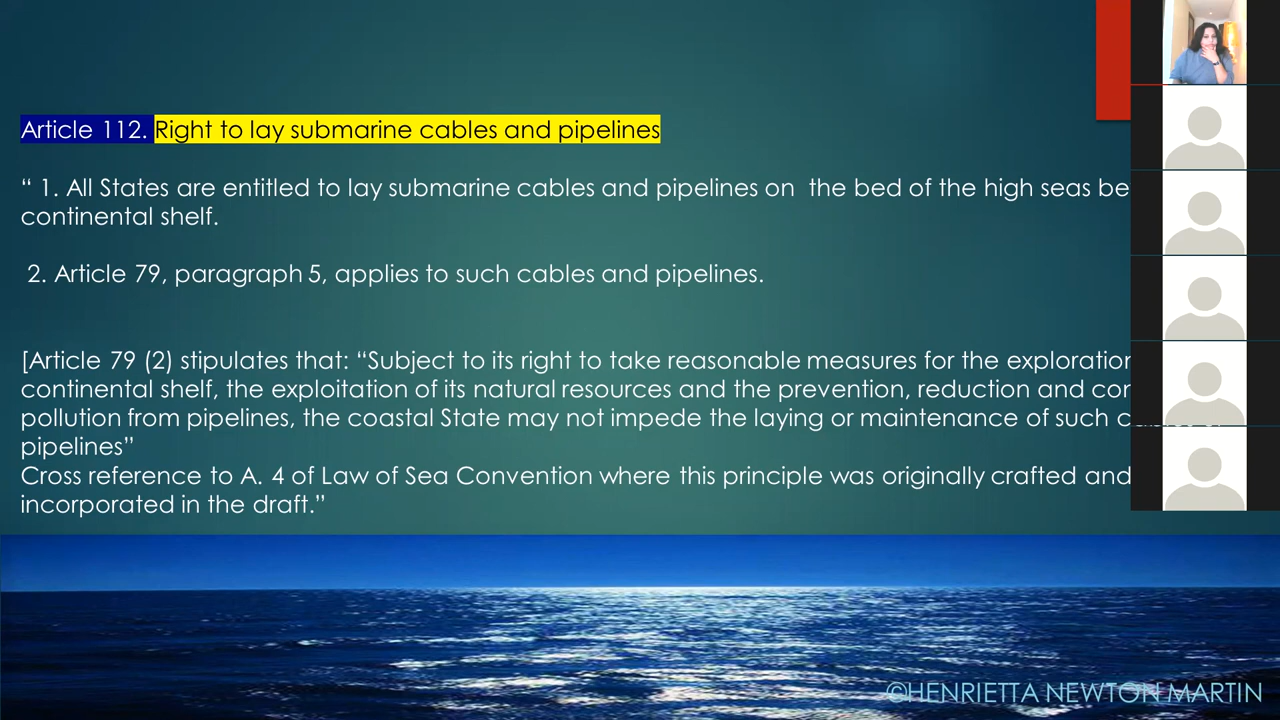 Article 112. Right to lay submarine cables and pipelines
“ 1. All States are entitled to lay submarine cables and pipelines on the bed of the high seas be
continental shelf.
2. Article 79, paragraph 5, applies to such cables and pipelines.
[Article 79 (2) stipulates that: “Subject to its right to take reasonable measures for the exploration
continental shelf, the exploitation of its natural resources and the prevention, reduction and con
pollution from pipelines, the coastal State may not impede the laying or maintenance of such
pipelines”
Cross reference to A. 4 of Law of Sea Convention where this principle was originally crafted and
incorporated in the draft.”
©HENRIETTA NEWTON MARTIN